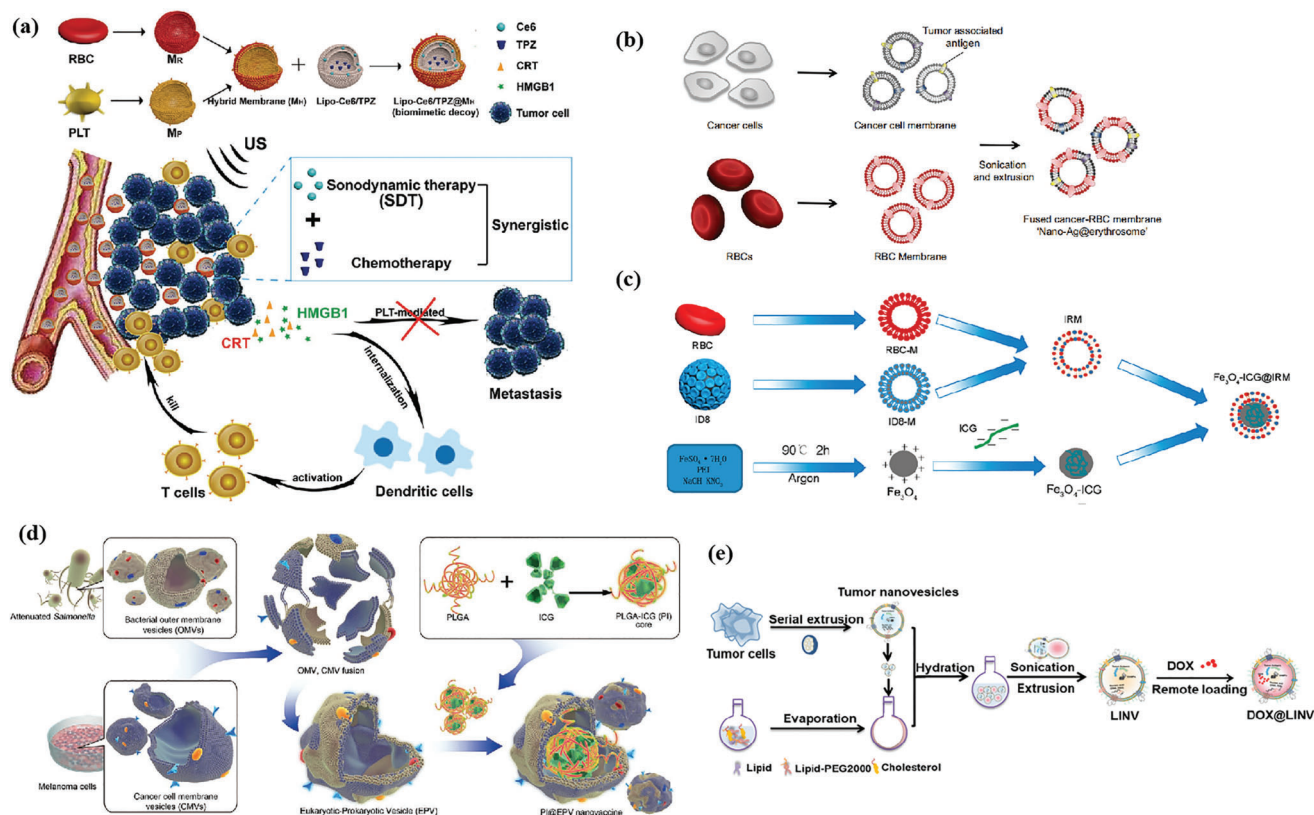 (a)
RBC
MR
PLT
MP
Hybrid Membrane (MH)
+
Lipo-Ce6/TPZ
Lipo-Ce6/TPZ@MH
(biomimetic decoy)
Ce6
TPZ
CRT
HMGB1
Tumor cell
US
Sonodynamic therapy
(SDT)
+
Chemotherapy
Synergistic
HMGB1
CRT
PLT-mediated
Metastasis
internalization
kill
T cells
activation
Dendritic cells
(b)
Cancer cells
Tumor associated
antigen
Cancer cell membrane
RBCs
RBC Membrane
Sonication
and extrusion
Fused cancer-RBC membrane
'Nano-Ag@erythrosome'
(c)
RBC
RBC-M
IRM
ID8
ID8-M
Fe3O4-ICG@IRM
FeSO4 • 7H2O
PEI
NaOH KNO3
90℃ 2h
Argon
Fe3O4
ICG
Fe3O4-ICG
(d)
Attenuated Salmonella
Bacterial outer membrane
vesicles (OMVs)
OMV, CMV fusion
PLGA
+
ICG
PLGA-ICG (PI)
core
Melanoma cells
Cancer cell membrane
vesicles (CMVs)
Eukaryotic-Prokaryotic Vesicle (EPV)
PI@EPV nanovaccine
(e)
Tumor cells
Serial extrusion
Tumor nanovesicles
Evaporation
Hydration
Sonication
Extrusion
LINV
DOX
Remote loading
DOX@LINV
Lipid
Lipid-PEG2000
Cholesterol